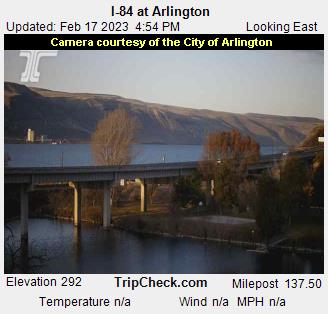 I-84 at Arlington
Updated: Feb 17 2023 4:54 PM Looking East
Camera courtesy of the City of Arlington
Elevation 292 TripCheck.com Milepost 137.50
Temperature n/a Wind n/a MPH n/a